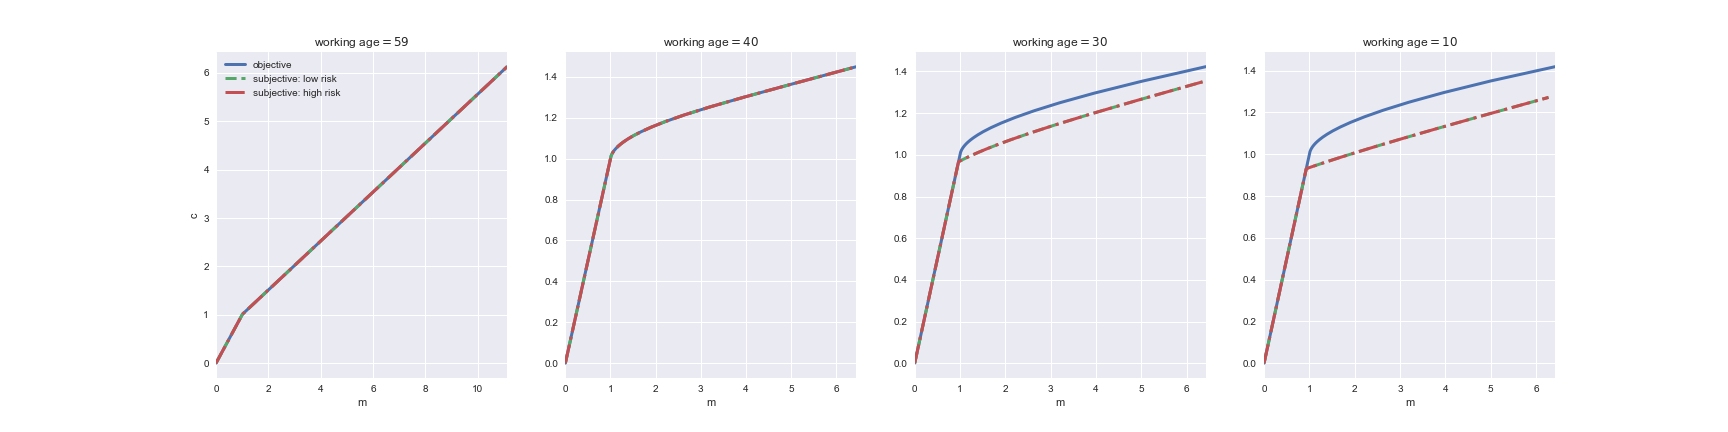 working age = 59
objective
subjective: low risk
subjective: high risk
6
5
4
3
2
1
0
c
0 2 4 6 8 10
m
working age = 40
1.4
1.2
1.0
0.8
0.6
0.4
0.2
0.0
0 1 2 3 4 5 6
m
working age = 30
1.4
1.2
1.0
0.8
0.6
0.4
0.2
0.0
0 1 2 3 4 5 6
m
working age = 10
1.4
1.2
1.0
0.8
0.6
0.4
0.2
0.0
0 1 2 3 4 5 6
m